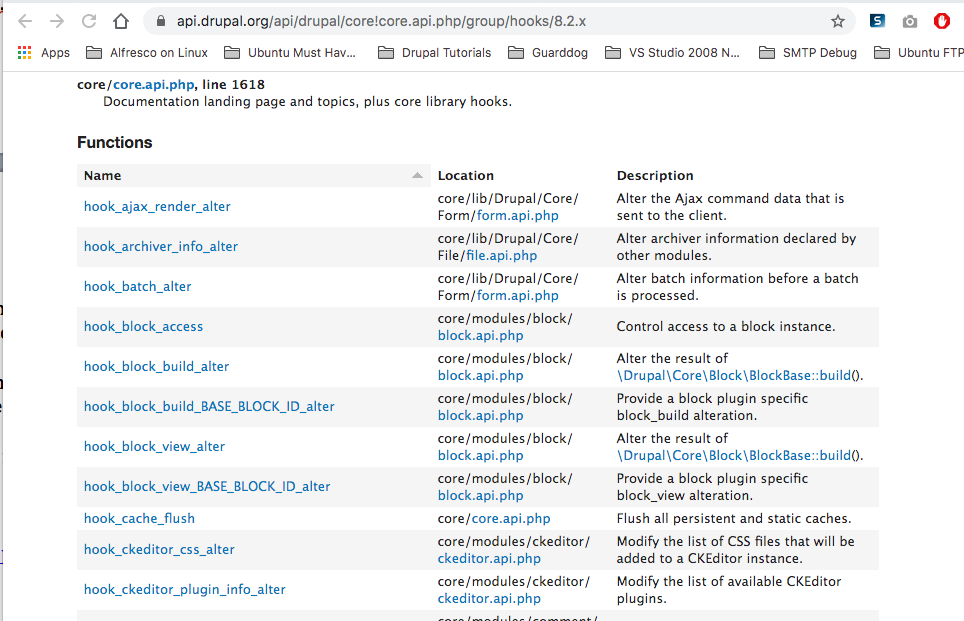 api.drupal.org/api/drupal/core!core.api.php/group/hooks/8.2.x
Apps Alfresco on Linux Ubuntu Must Hav... Drupal Tutorials Guarddog VS Studio 2008 N... SMTP Debug Ubuntu FTP
core/core.api.php, line 1618
Documentation landing page and topics, plus core library hooks.
Functions
Name Location Description
hook_ajax_render_alter
core/lib/Drupal/Core/
Form/form.api.php
Alter the Ajax command data that is
sent to the client.
hook_archiver_info_alter
core/lib/Drupal/Core/
File/file.api.php
Alter archiver information declared by
other modules.
hook_batch_alter
core/lib/Drupal/Core/
Form/form.api.php
Alter batch information before a batch
is processed.
hook_block_access
core/modules/block/
block.api.php
Control access to a block instance.
hook_block_build_alter
core/modules/block/
block.api.php
Alter the result of
\Drupal\Core\Block\BlockBase::build().
hook_block_build_BASE_BLOCK_ID_alter
core/modules/block/
block.api.php
Provide a block plugin specific
block_build alteration.
hook_block_view_alter
core/modules/block/
block.api.php
Alter the result of
\Drupal\Core\Block\BlockBase::build().
hook_block_view_BASE_BLOCK_ID_alter
core/modules/block/
block.api.php
Provide a block plugin specific
block_view alteration.
hook_cache_flush
core/core.api.php
Flush all persistent and static caches.
hook_ckeditor_css_alter
core/modules/ckeditor/
ckeditor.api.php
Modify the list of CSS files that will be
added to a CKEditor instance.
hook_ckeditor_plugin_info_alter
core/modules/ckeditor/
ckeditor.api.php
Modify the list of available CKEditor
plugins.
core/modules/comment/